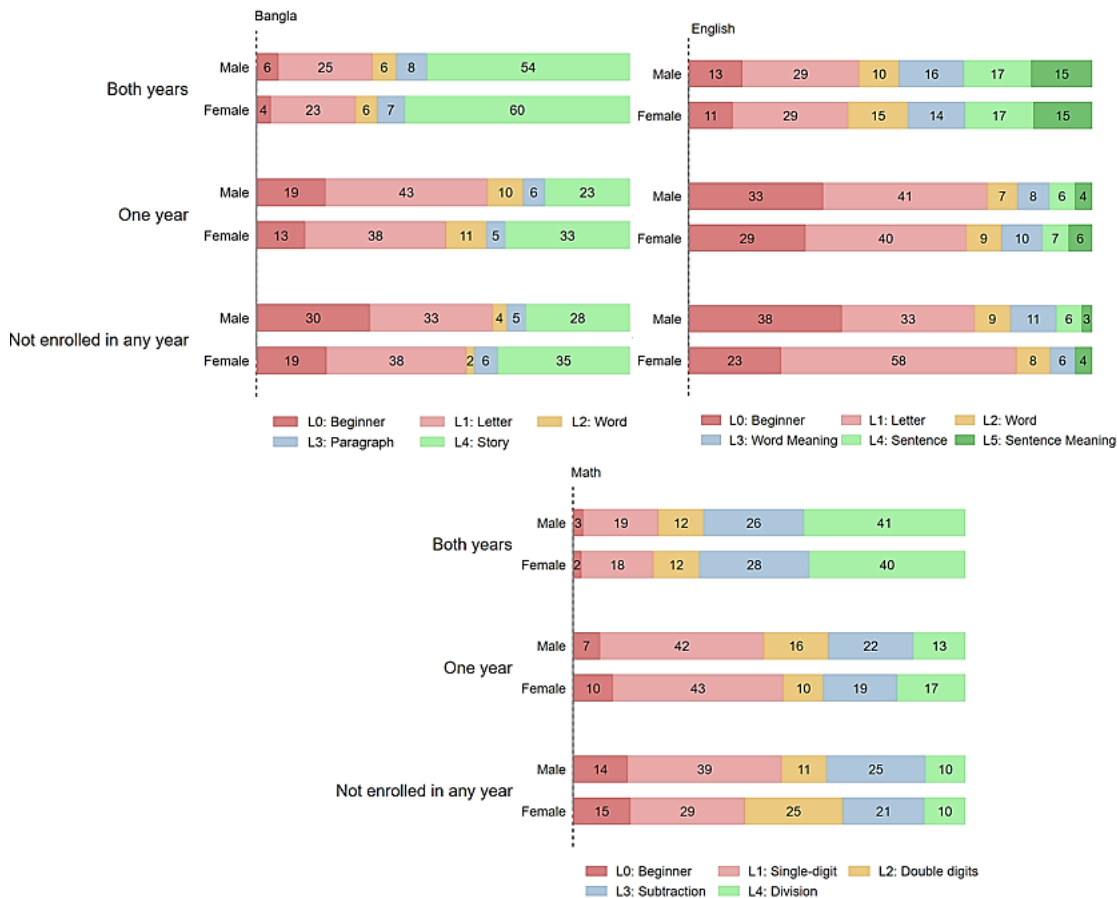 Bangla
Both years
Male 6 25 6 8 54
Female 4 23 6 7 60
One year
Male 19 43 10 6 23
Female 13 38 11 5 33
Not enrolled in any year
Male 30 33 4 5 28
Female 19 38 2 6 35
L0: Beginner L1: Letter L2: Word
L3: Paragraph L4: Story
English
Male 13 29 10 16 17 15
Female 11 29 15 14 17 15
Male 33 41 7 8 6 4
Female 29 40 9 10 7 6
Male 38 33 9 11 6 3
Female 23 58 8 6 4
L0: Beginner L1: Letter L2: Word
L3: Word Meaning L4: Sentence L5: Sentence Meaning
Math
Both years
Male 3 19 12 26 41
Female 2 18 12 28 40
One year
Male 7 42 16 22 13
Female 10 43 10 19 17
Not enrolled in any year
Male 14 39 11 25 10
Female 15 29 25 21 10
L0: Beginner L1: Single-digit L2: Double digits
L3: Subtraction L4: Division